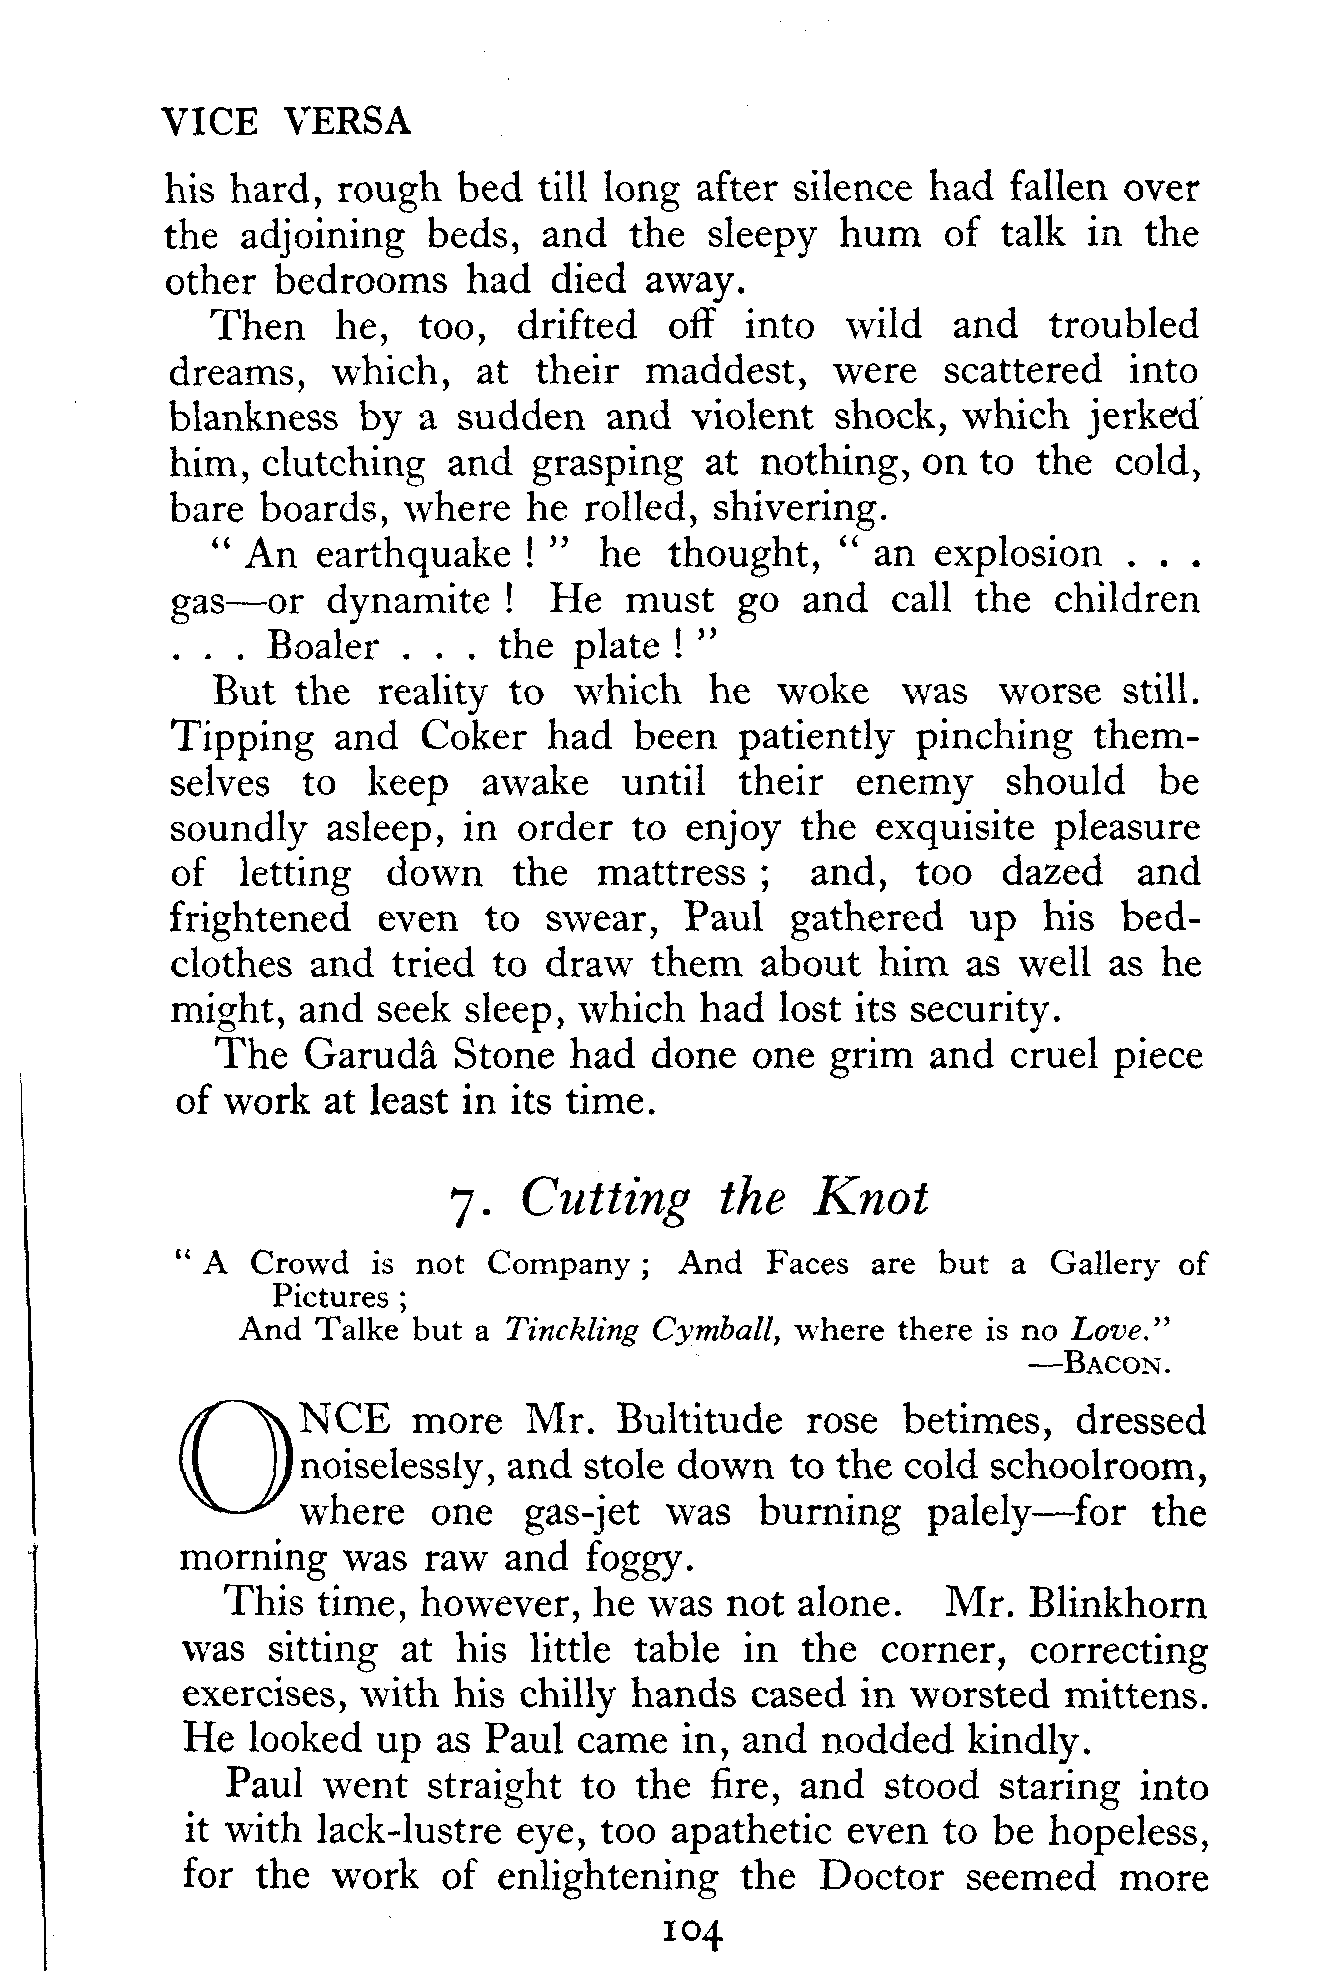 VICE VERSA
his hard, rough bed till long after silence had fallen over
the adjoining beds, and the sleepy hum of talk in the
other bedrooms had died away.
Then he, too, drifted off into wild and troubled
dreams, which, at their maddest, were scattered into
blankness by a sudden and violent shock, which jerked
him, clutching and grasping at nothing, on to the cold,
bare boards, where he rolled, shivering.
“ An earthquake ! ” he thought, “ an explosion . . .
gas—or dynamite ! He must go and call the children
. . . Boaler . . . the plate ! ”
But the reality to which he woke was worse still.
Tipping and Coker had been patiently pinching them-
selves to keep awake until their enemy should be
soundly asleep, in order to enjoy the exquisite pleasure
of letting down the mattress ; and, too dazed and
frightened even to swear, Paul gathered up his bed-
clothes and tried to draw them about him as well as he
might, and seek sleep, which had lost its security.
The Garudâ Stone had done one grim and cruel piece
of work at least in its time.
7. Cutting the Knot
“ A Crowd is not Company ; And Faces are but a Gallery of
Pictures ;
And Talke but a Tinckling Cymball, where there is no Love.”
—BACON.
ONCE more Mr. Bultitude rose betimes, dressed
noiselessly, and stole down to the cold schoolroom,
where one gas-jet was burning palely—for the
morning was raw and foggy.
This time, however, he was not alone. Mr. Blinkhorn
was sitting at his little table in the corner, correcting
exercises, with his chilly hands cased in worsted mittens.
He looked up as Paul came in, and nodded kindly.
Paul went straight to the fire, and stood staring into
it with lack-lustre eye, too apathetic even to be hopeless,
for the work of enlightening the Doctor seemed more
104